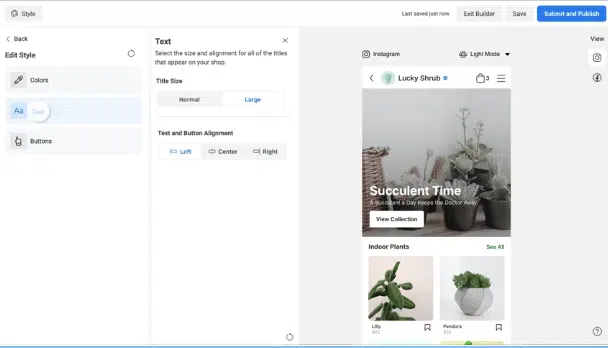 Style
Last saved just now
Exit Builder
Save
Submit and Publish
Back
Edit Style
Colors
Aa Text
Buttons
Text
Select the size and alignment for all of the titles
that appear on your shop.
Title Size
Normal
Large
Text and Button Alignment
Left
Center
Right
View
Instagram
Light Mode
Lucky Shrub
3
Succulent Time
A Succulent a Day Keeps the Doctor Away
View Collection
Indoor Plants
See All
Lilly
Pandora